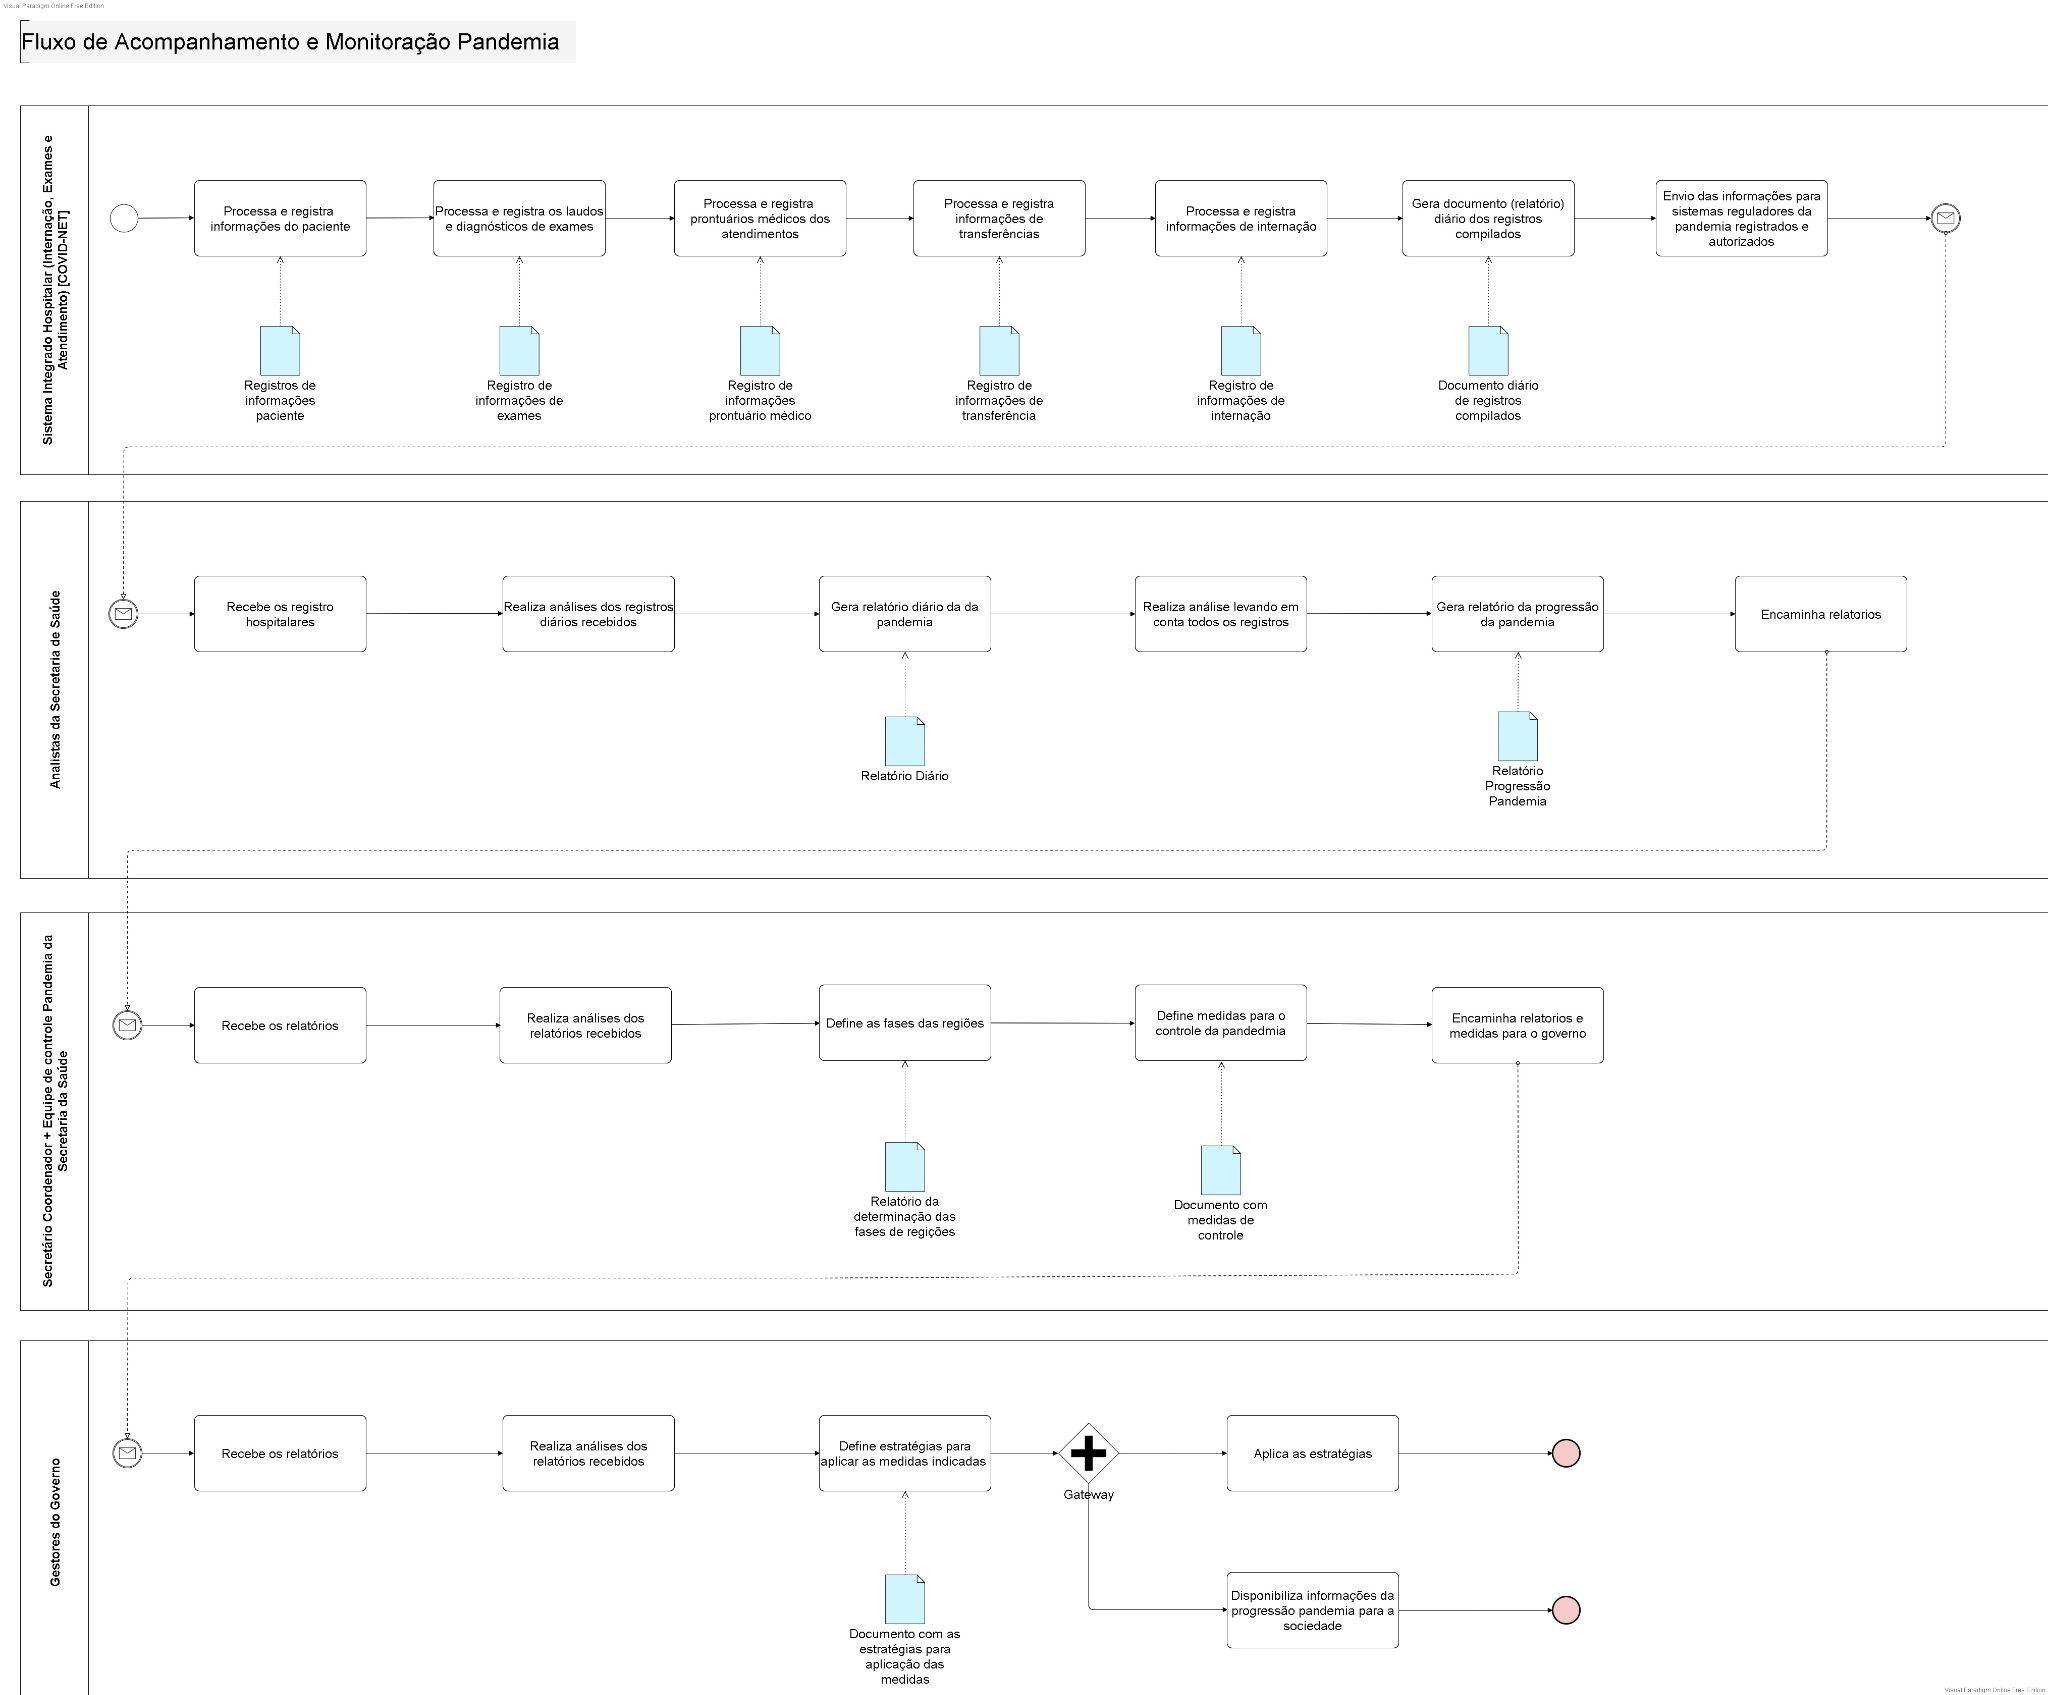 Visual Paradigm Online Free Edition
Fluxo de Acompanhamento e Monitoração Pandemia
Sistema Integrado Hospitalar (Internação, Exames e
Atendimento) [COVID-NET]
Processa e registra
informações do paciente
Processa e registra os laudos
e diagnósticos de exames
Processa e registra
prontuários médicos dos
atendimentos
Processa e registra
informações de
transferências
Processa e registra
informações de internação
Gera documento (relatório)
diário dos registros
compilados
Envio das informações para
sistemas reguladores da
pandemia registrados e
autorizados
Registros de
informações
paciente
Registro de
informações de
exames
Registro de
informações
prontuário médico
Registro de
informações de
transferência
Registro de
informações de
internação
Documento diário
de registros
compilados
Analistas da Secretaria de Saúde
Recebe os registro
hospitalares
Realiza análises dos registros
diários recebidos
Gera relatório diário da da
pandemia
Realiza análise levando em
conta todos os registros
Gera relatório da progressão
da pandemia
Encaminha relatorios
Relatório Diário
Relatório
Progressão
Pandemia
Secretário Coordenador + Equipe de controle Pandemia da
Secretaria da Saúde
Recebe os relatórios
Realiza análises dos
relatórios recebidos
Define as fases das regiões
Define medidas para o
controle da pandedmia
Encaminha relatorios e
medidas para o governo
Relatório da
determinação das
fases de regições
Documento com
medidas de
controle
Gestores do Governo
Recebe os relatórios
Realiza análises dos
relatórios recebidos
Define estratégias para
aplicar as medidas indicadas
Gateway
Aplica as estratégias
Disponibiliza informações da
progressão pandemia para a
sociedade
Documento com as
estratégias para
aplicação das
medidas
Visual Paradigm Online Free Edition